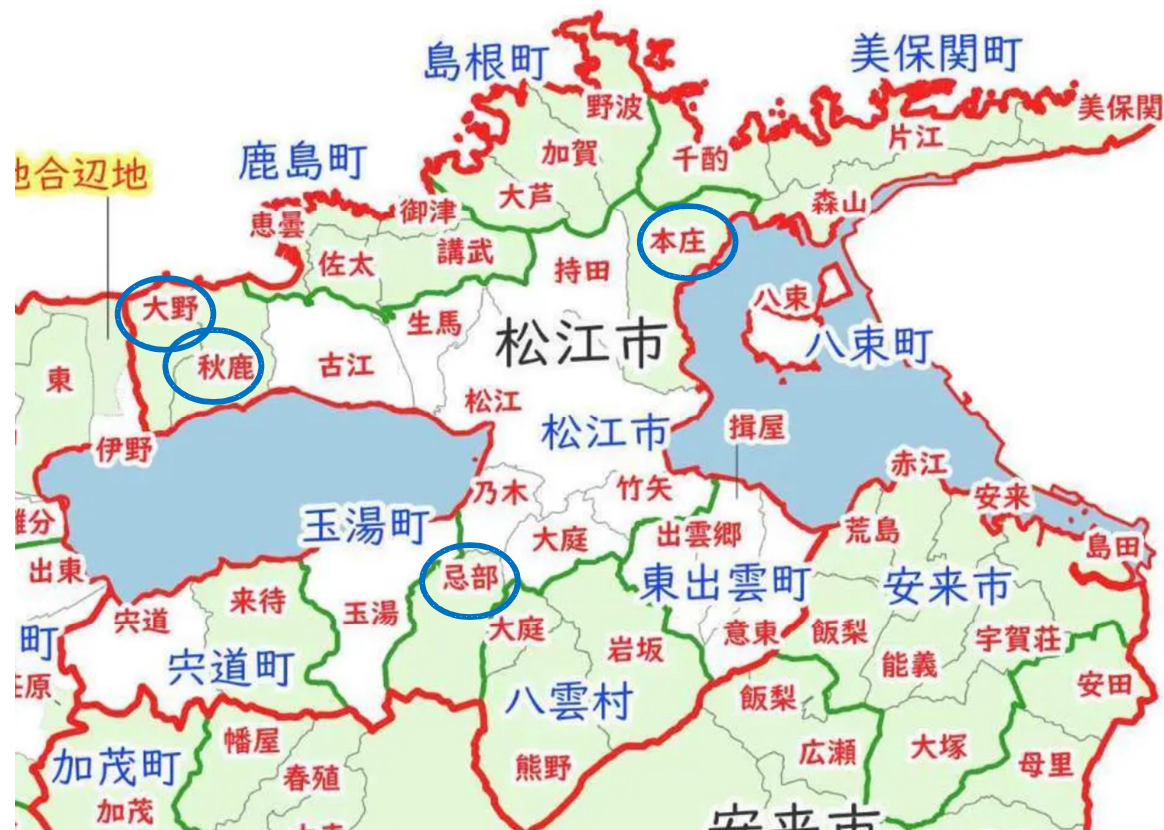 島根町
美保関町
野波
美保関
鹿島町
加賀
千酌
片江
地合辺地
大芦
御津
森山
恵曇
講武
本庄
佐太
持田
大野
八束
生馬
松江市
八束町
秋鹿
古江
東
松江
松江市
揖屋
伊野
赤江
乃木
竹矢
安来
灘分
玉湯町
大庭
出雲郷
荒島
島田
出東
忌部
東出雲町
安来市
来待
玉湯
宍道
大庭
意東
飯梨
宇賀荘
町
岩坂
宍道町
能義
原
八雲村
飯梨
安田
幡屋
加茂町
広瀬
大塚
春殖
熊野
母里
加茂
安来市